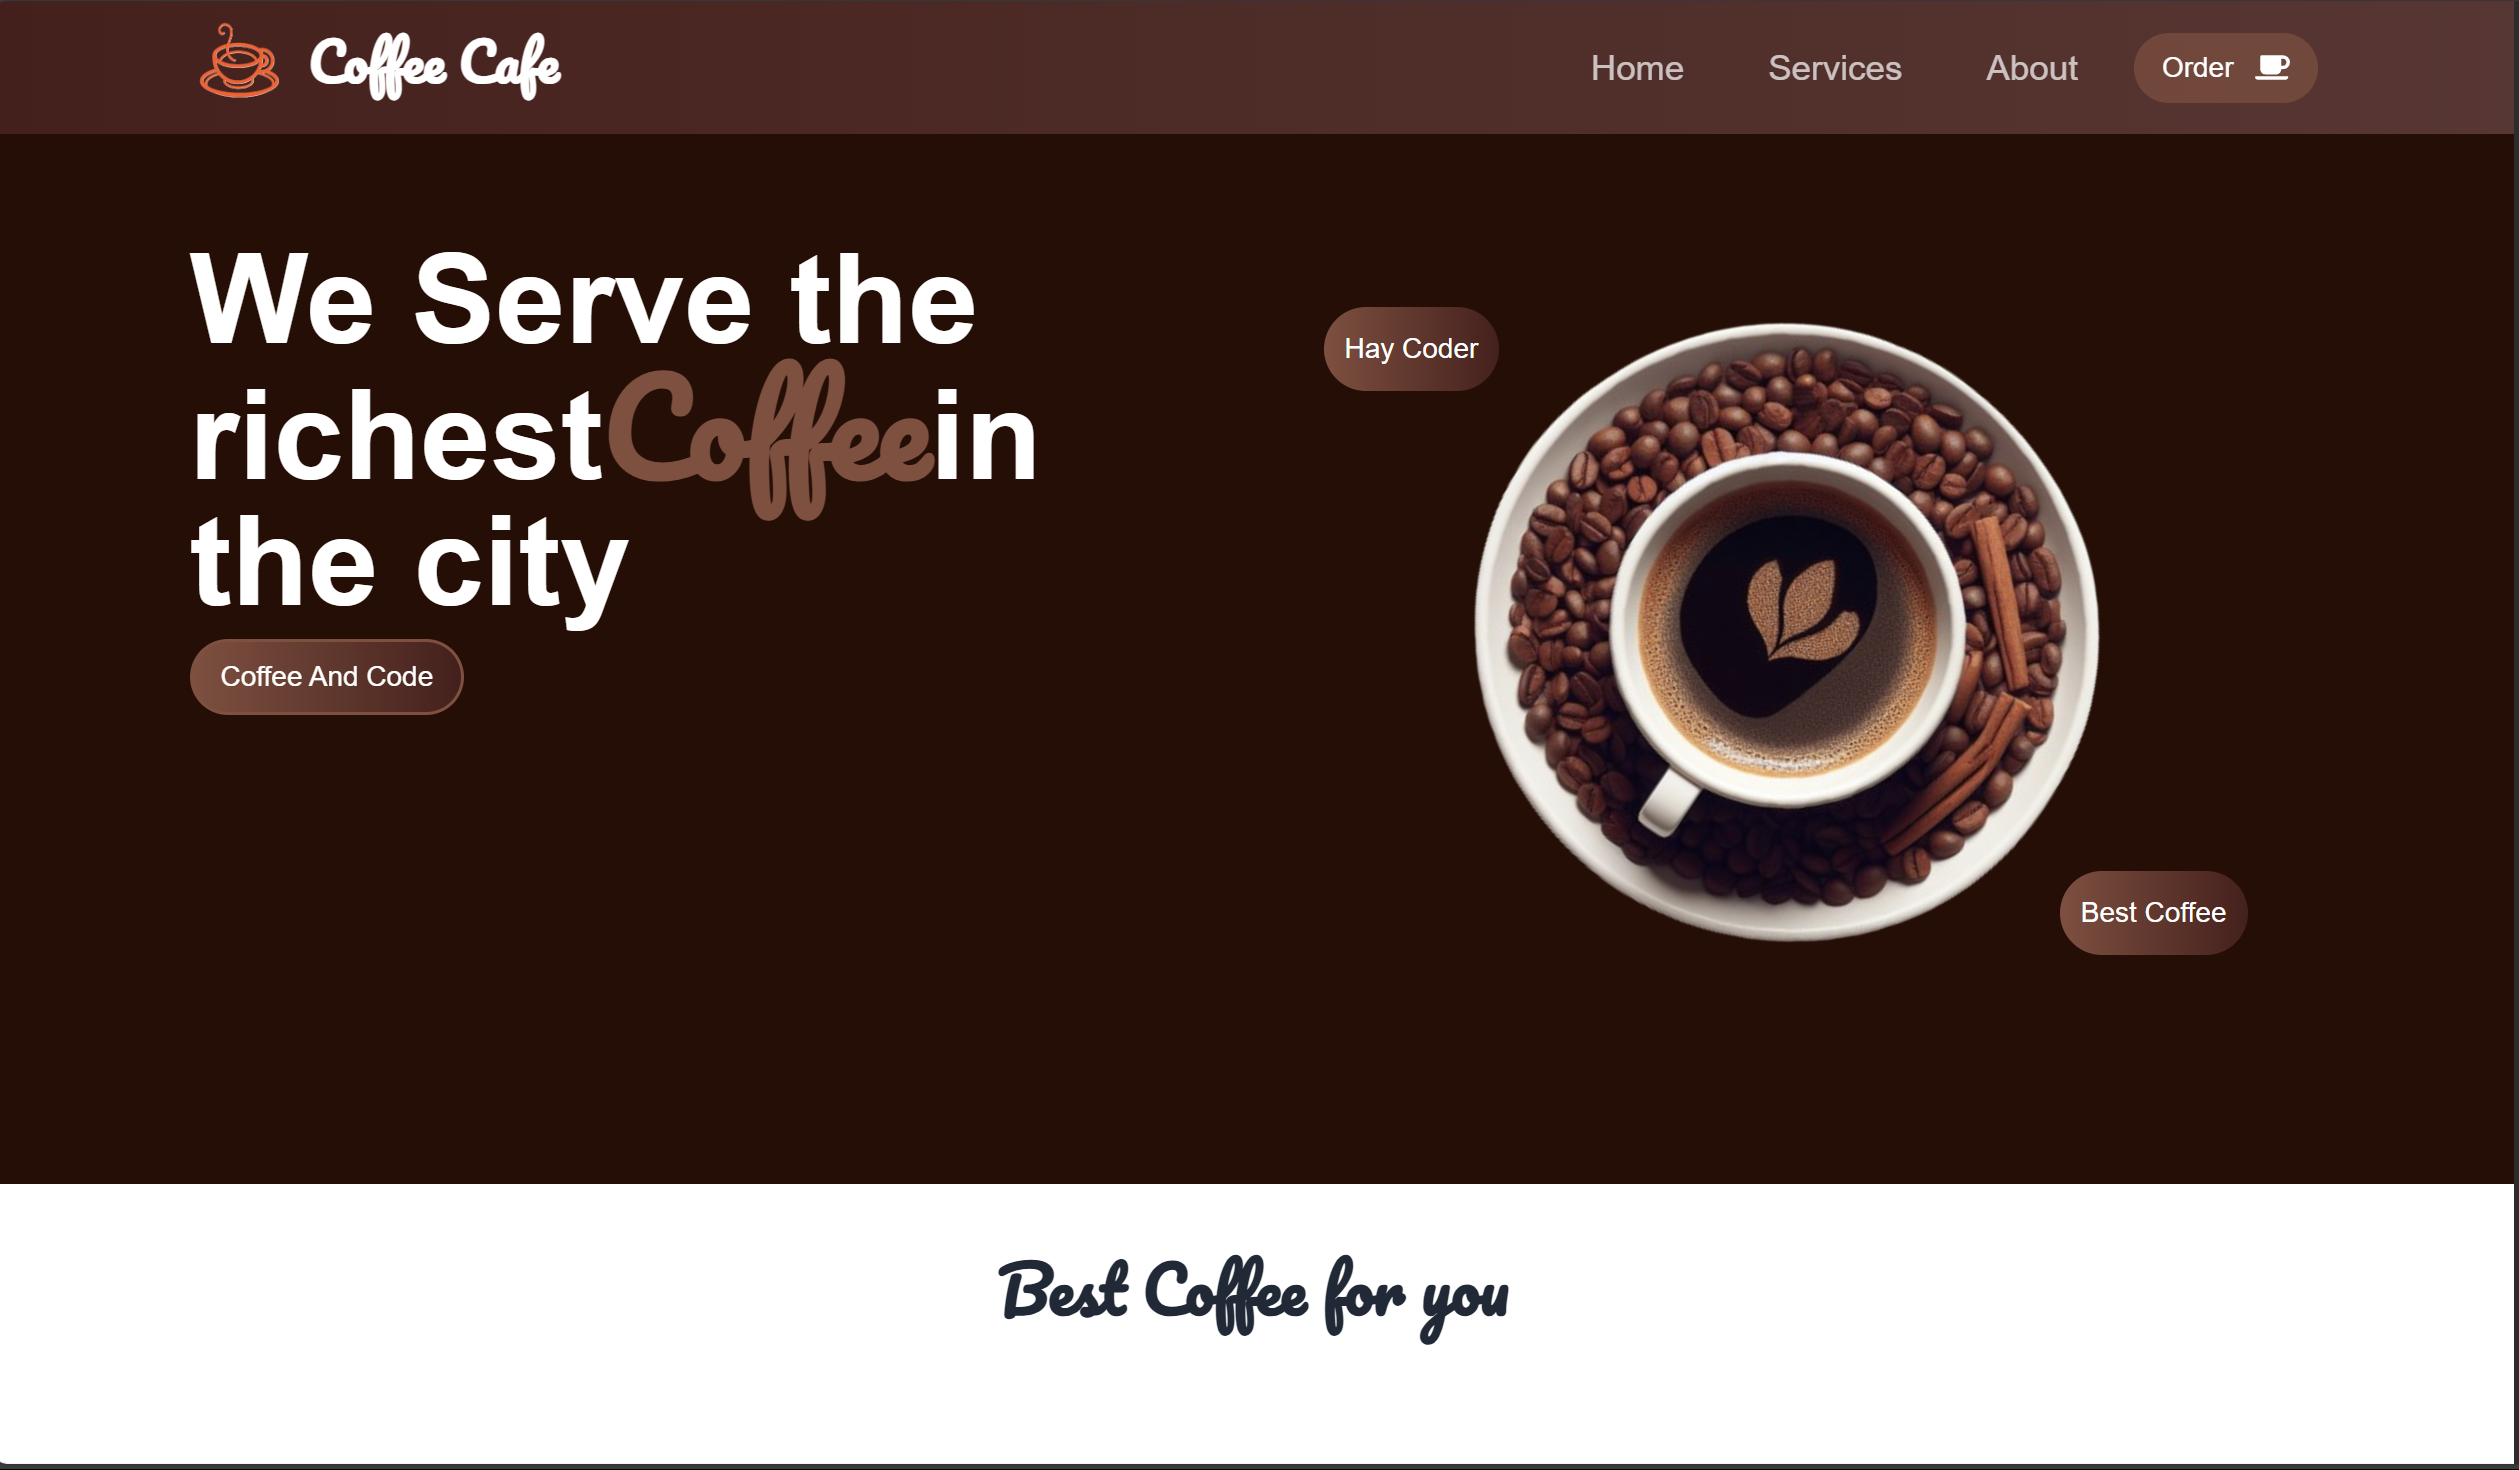 Coffee Cafe
Home
Services
About
Order
We Serve the
richestCoffeein
the city
Coffee And Code
Hay Coder
Best Coffee
Best Coffee for you